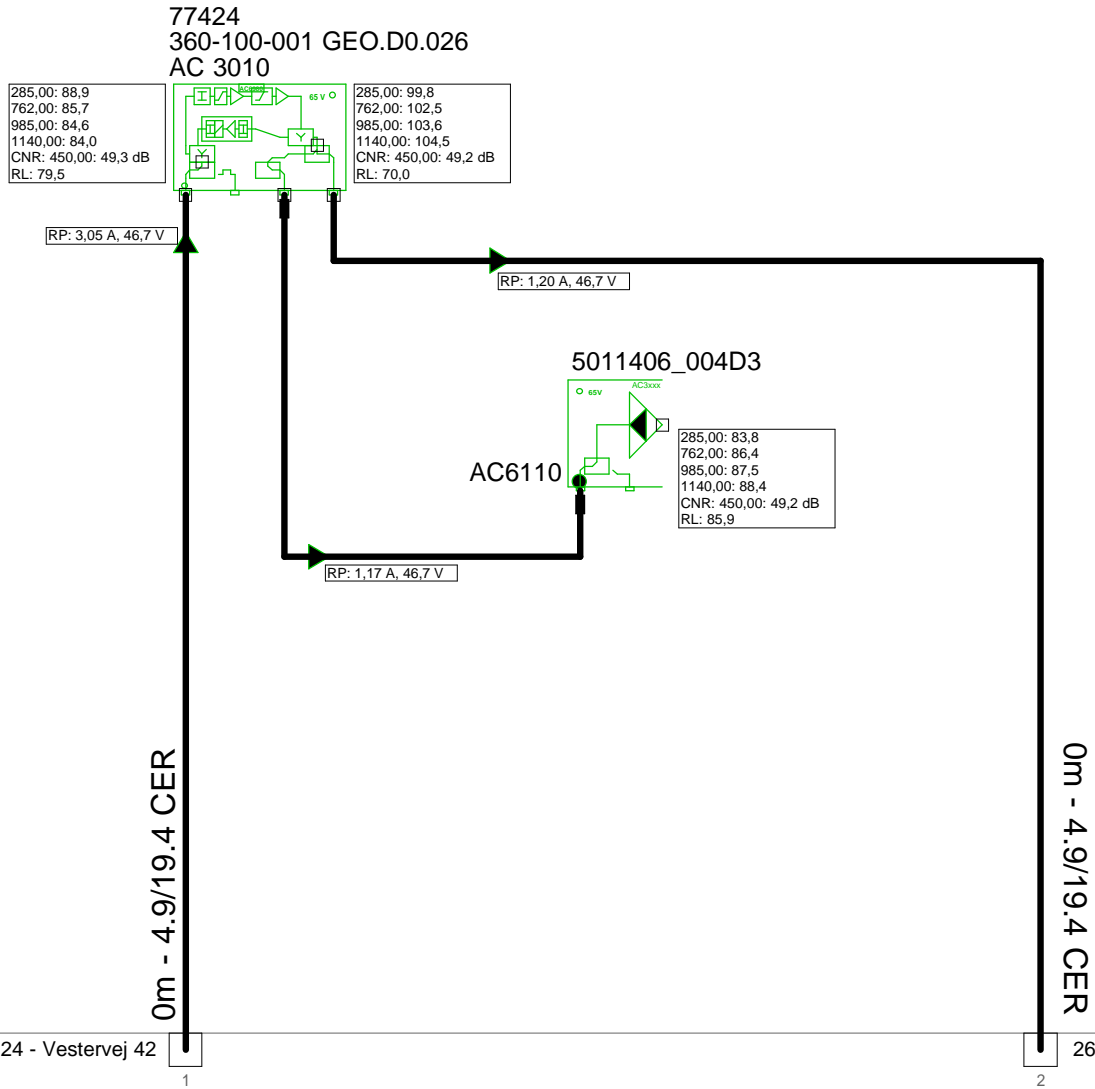 77424
360-100-001 GEO.D0.026
AC 3010
285,00: 88,9
762,00: 85,7
985,00: 84,6
1140,00: 84,0
CNR: 450,00: 49,3 dB
RL: 79,5
65 V
Y
Y
285,00: 99,8
762,00: 102,5
985,00: 103,6
1140,00: 104,5
CNR: 450,00: 49,2 dB
RL: 70,0
RP: 3,05 A, 46,7 V
RP: 1,20 A, 46,7 V
5011406_004D3
65V
AC3xxx
AC6110
285,00: 83,8
762,00: 86,4
985,00: 87,5
1140,00: 88,4
CNR: 450,00: 49,2 dB
RL: 85,9
RP: 1,17 A, 46,7 V
0m - 4.9/19.4 CER
0m - 4.9/19.4 CER
24 - Vestervej 42
26
1
2